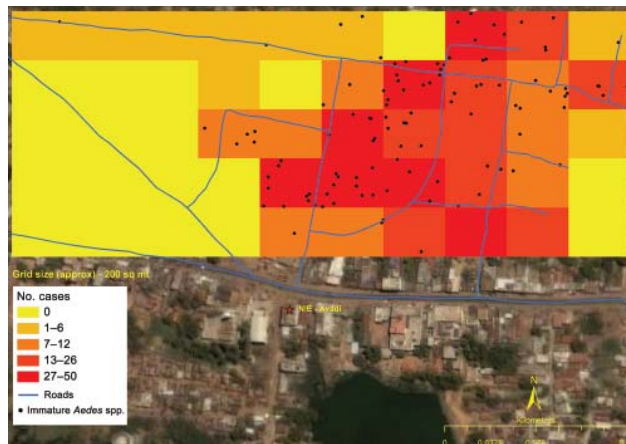 Grid size (approx) - 200 sq mt
No. cases
0
1–6
7–12
13–26
27–50
Roads
Immature Aedes spp.
N
Kilometers
0